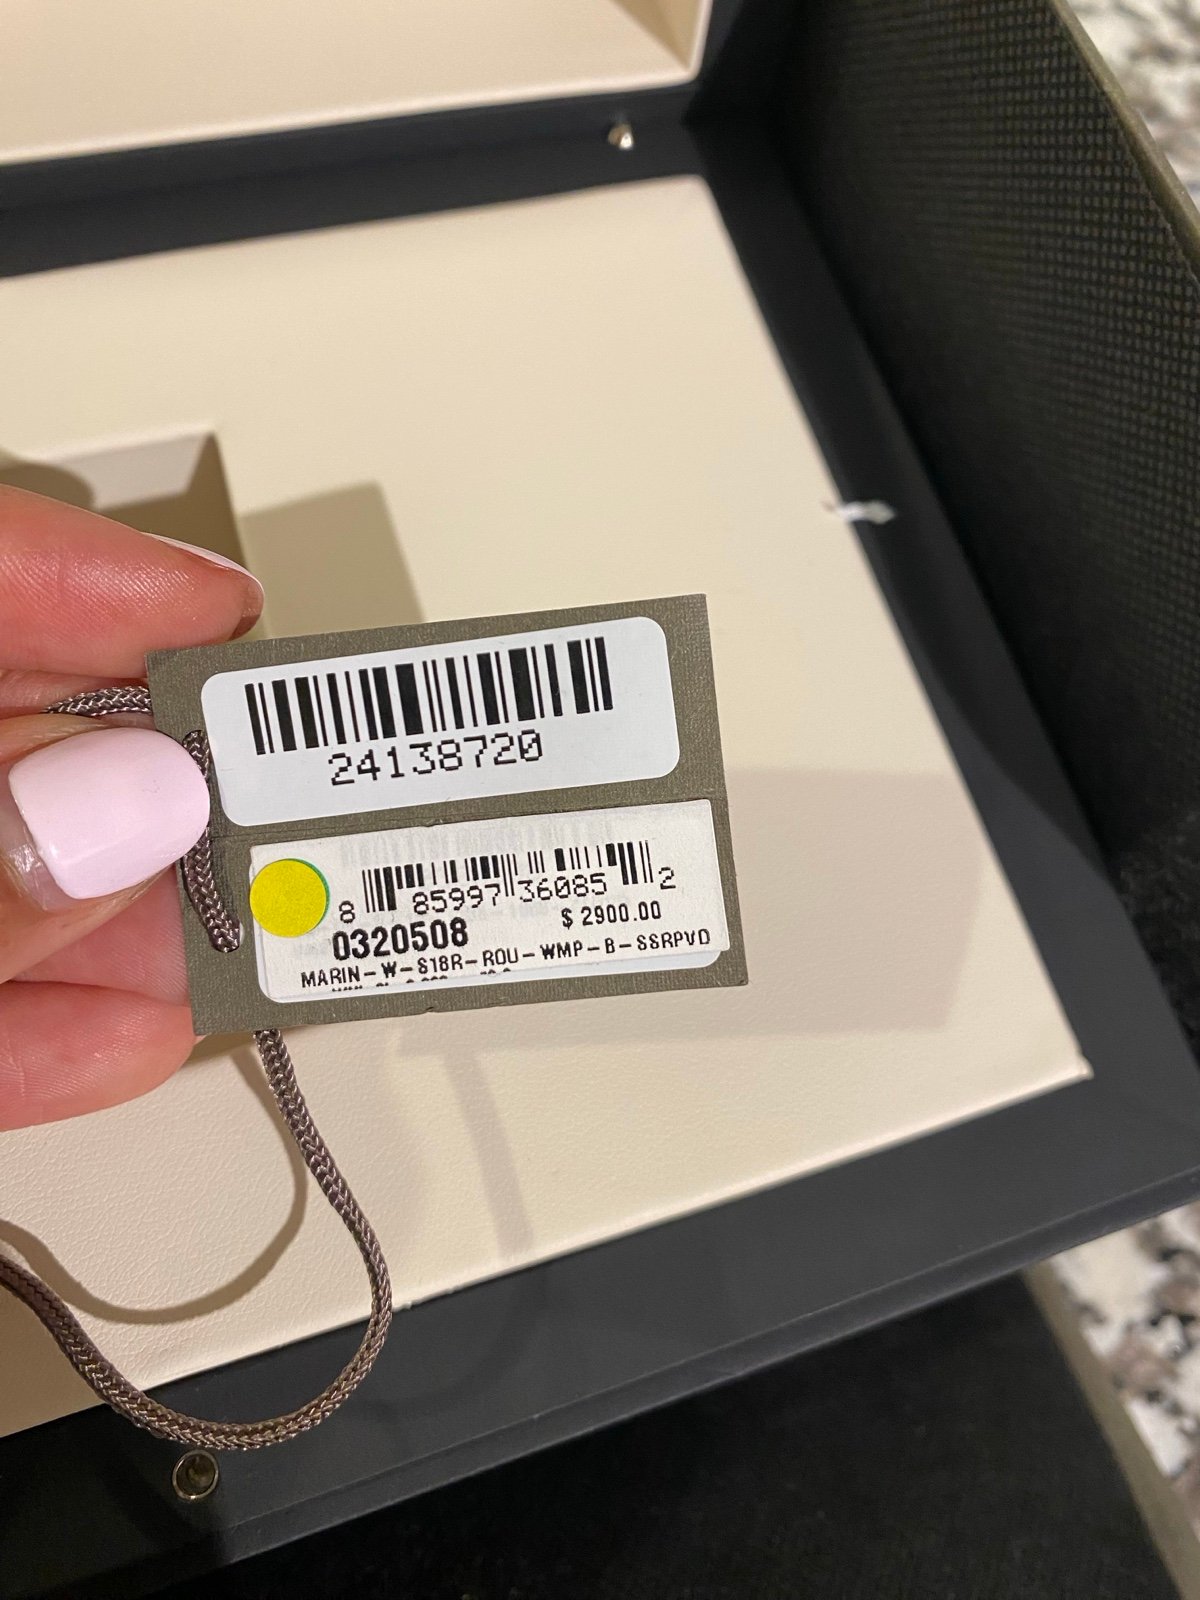 24138720
8 85997 36085 2
0320508 $ 2900.00
MARIN-W-S18R-ROU-WMP-B-SSRPVD